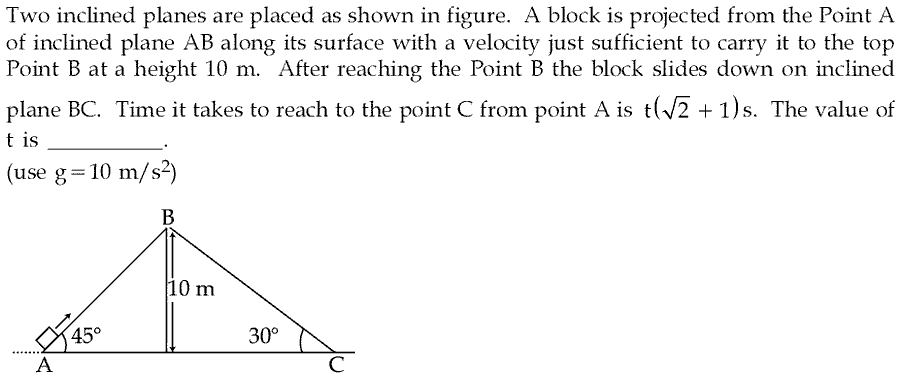 Two inclined planes are placed as shown in figure. A block is projected from the Point A
of inclined plane AB along its surface with a velocity just sufficient to carry it to the top
Point B at a height 10 m. After reaching the Point B the block slides down on inclined
plane BC. Time it takes to reach to the point C from point A is t(√2 + 1)s. The value of
t is __________.
(use g = 10 m/s²)
B
10 m
45°
30°
A
C